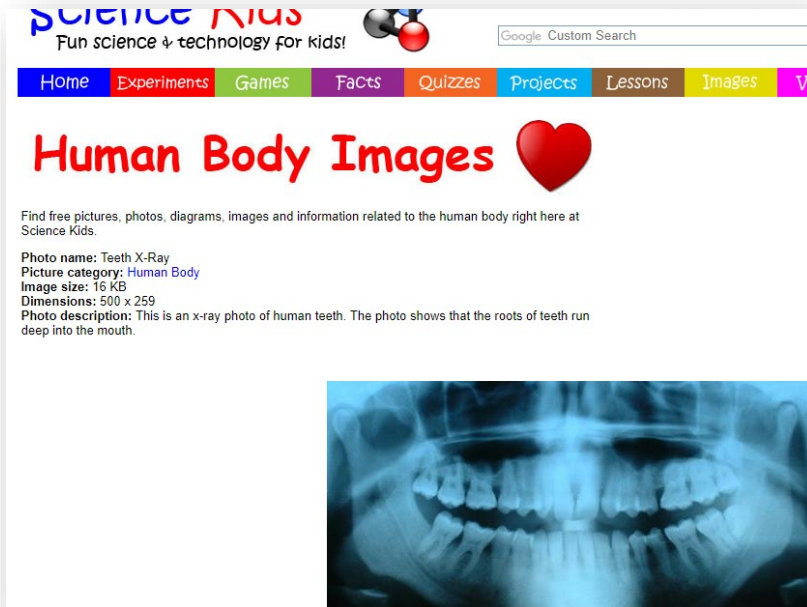 Science Kids
Fun science & technology for kids!
Google Custom Search
Home Experiments Games Facts Quizzes Projects Lessons Images V
Human Body Images
Find free pictures, photos, diagrams, images and information related to the human body right here at
Science Kids.
Photo name: Teeth X-Ray
Picture category: Human Body
Image size: 16 KB
Dimensions: 500 x 259
Photo description: This is an x-ray photo of human teeth. The photo shows that the roots of teeth run
deep into the mouth.